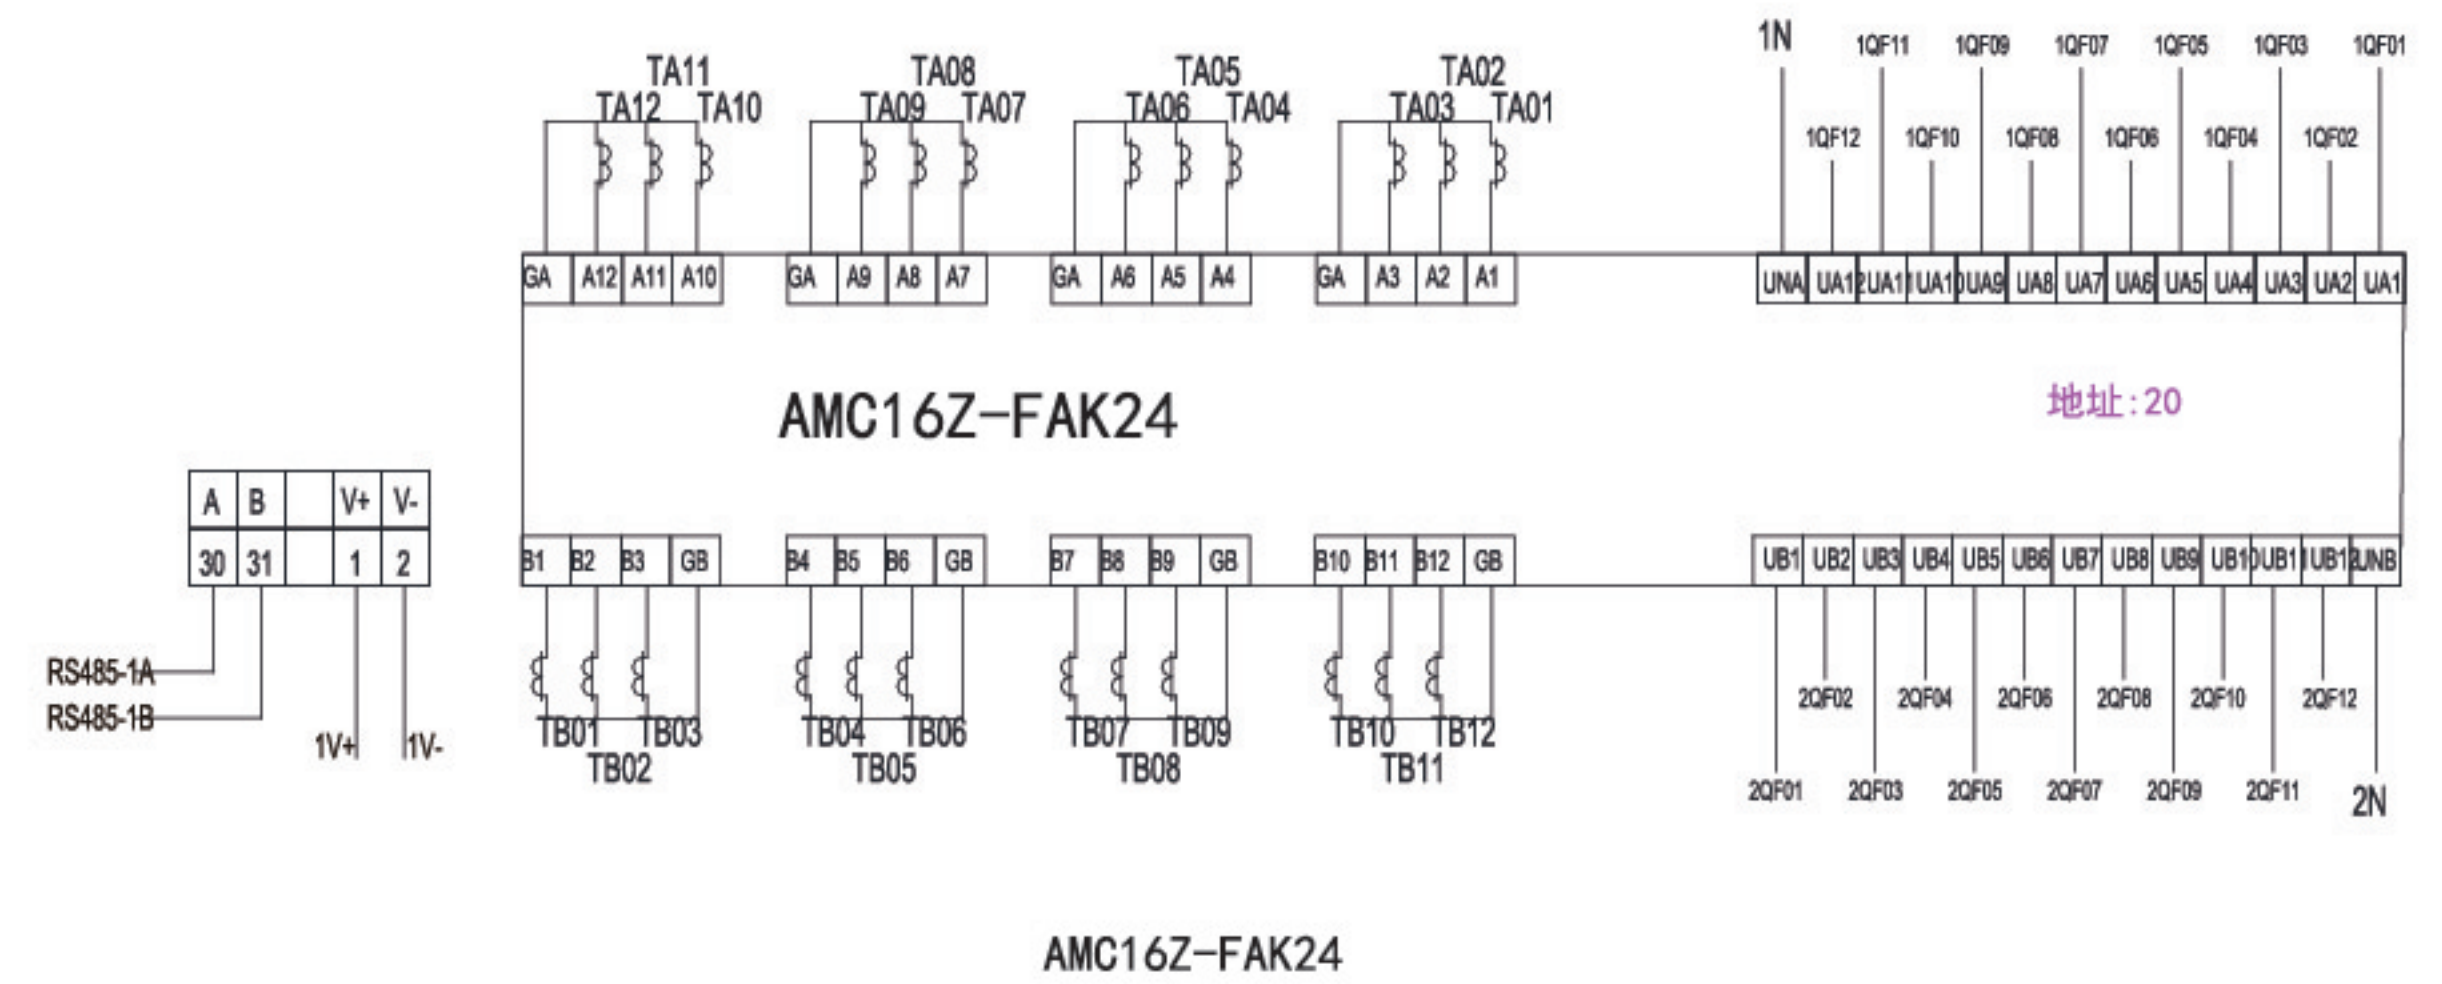 1N 1QF11 1QF09 1QF07 1QF05 1QF03 1QF01
TA11 TA08 TA05 TA02
TA12 TA10 TA09 TA07 TA06 TA04 TA03 TA01
1QF12 1QF10 1QF08 1QF06 1QF04 1QF02
GA A12 A11 A10 GA A9 A8 A7 GA A6 A5 A4 GA A3 A2 A1 UNA UA12 UA11 UA10 UA9 UA8 UA7 UA6 UA5 UA4 UA3 UA2 UA1
AMC16Z-FAK24
地址:20
A B V+ V-
30 31 1 2
B1 B2 B3 GB B4 B5 B6 GB B7 B8 B9 GB B10 B11 B12 GB UB1 UB2 UB3 UB4 UB5 UB6 UB7 UB8 UB9 UB10 UB11 UB12 UNB
RS485-1A
RS485-1B
1V+ 1V-
TB01 TB03 TB04 TB06 TB07 TB09 TB10 TB12
TB02 TB05 TB08 TB11
2QF02 2QF04 2QF06 2QF08 2QF10 2QF12
2QF01 2QF03 2QF05 2QF07 2QF09 2QF11 2N
AMC16Z-FAK24